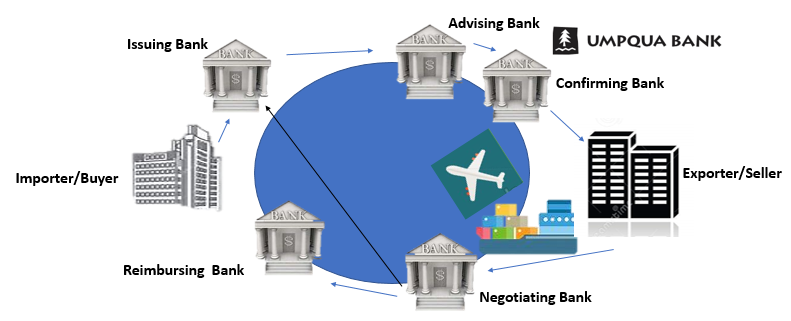 Advising Bank
UMPQUA BANK
Issuing Bank
BANK
BANK
BANK
Confirming Bank
Importer/Buyer
Exporter/Seller
BANK
BANK
Reimbursing  Bank
Negotiating Bank